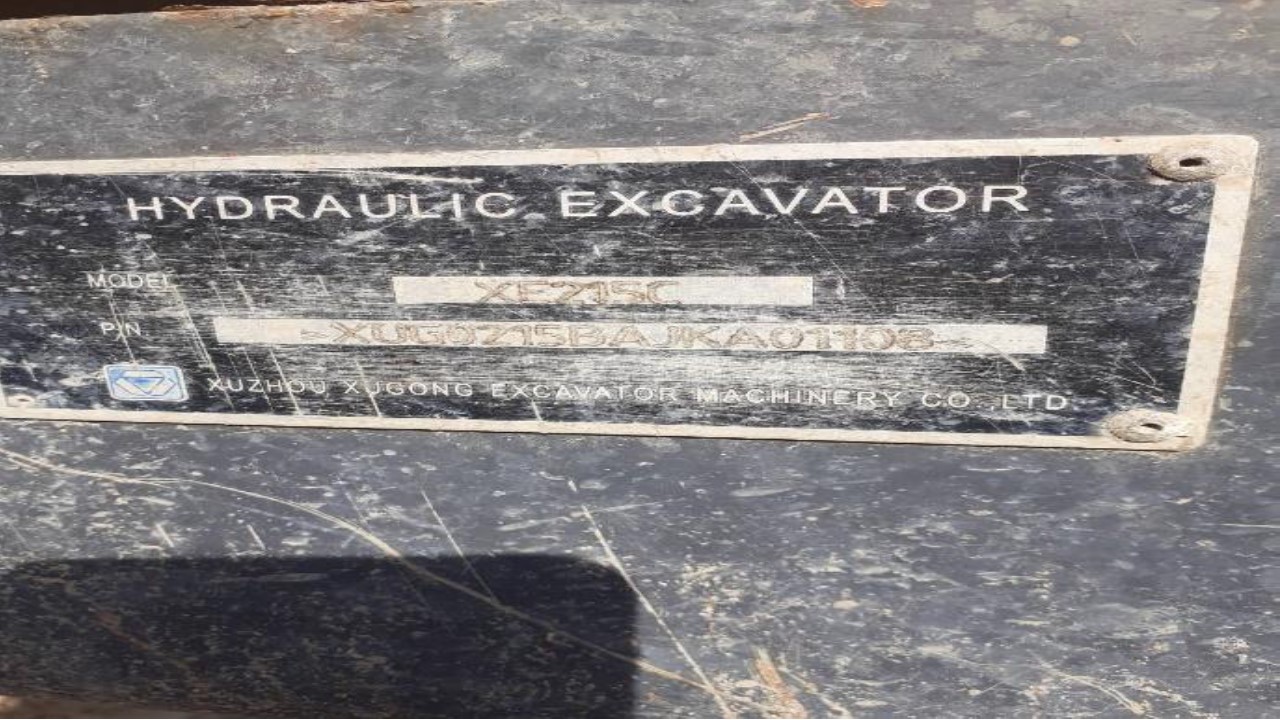 HYDRAULIC EXCAVATOR
MODEL XE215C
P/N >XUG0215BAJKA01108<
XUZHOU XUGONG EXCAVATOR MACHINERY CO.,LTD